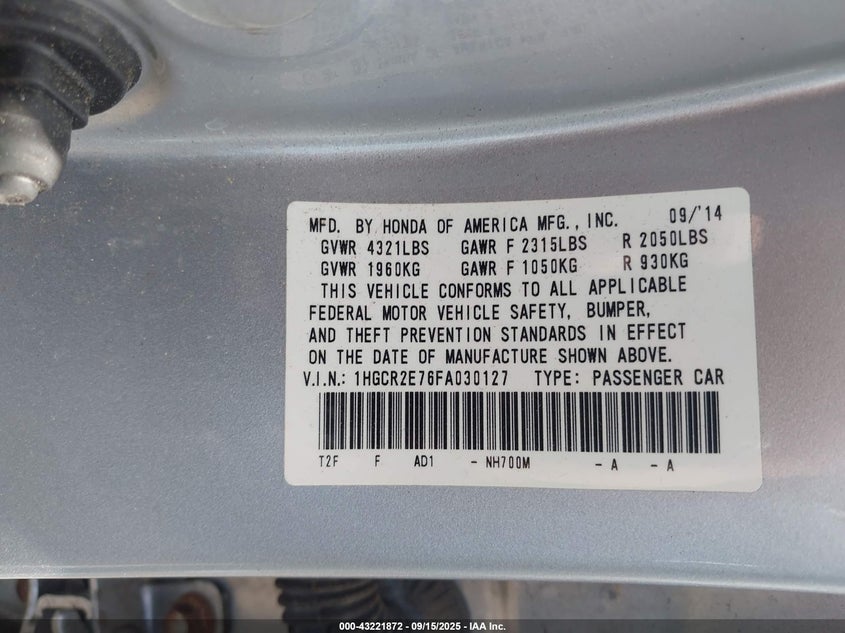 MFD. BY HONDA OF AMERICA MFG., INC. 09/'14
GVWR 4321LBS GAWR F 2315LBS R 2050LBS
GVWR 1960KG GAWR F 1050KG R 930KG
THIS VEHICLE CONFORMS TO ALL APPLICABLE
FEDERAL MOTOR VEHICLE SAFETY, BUMPER,
AND THEFT PREVENTION STANDARDS IN EFFECT
ON THE DATE OF MANUFACTURE SHOWN ABOVE.
V.I.N.: 1HGCR2E76FA030127 TYPE: PASSENGER CAR
T2F F AD1 - NH700M - A - A
000-43221872 - 09/15/2025 - IAA Inc.